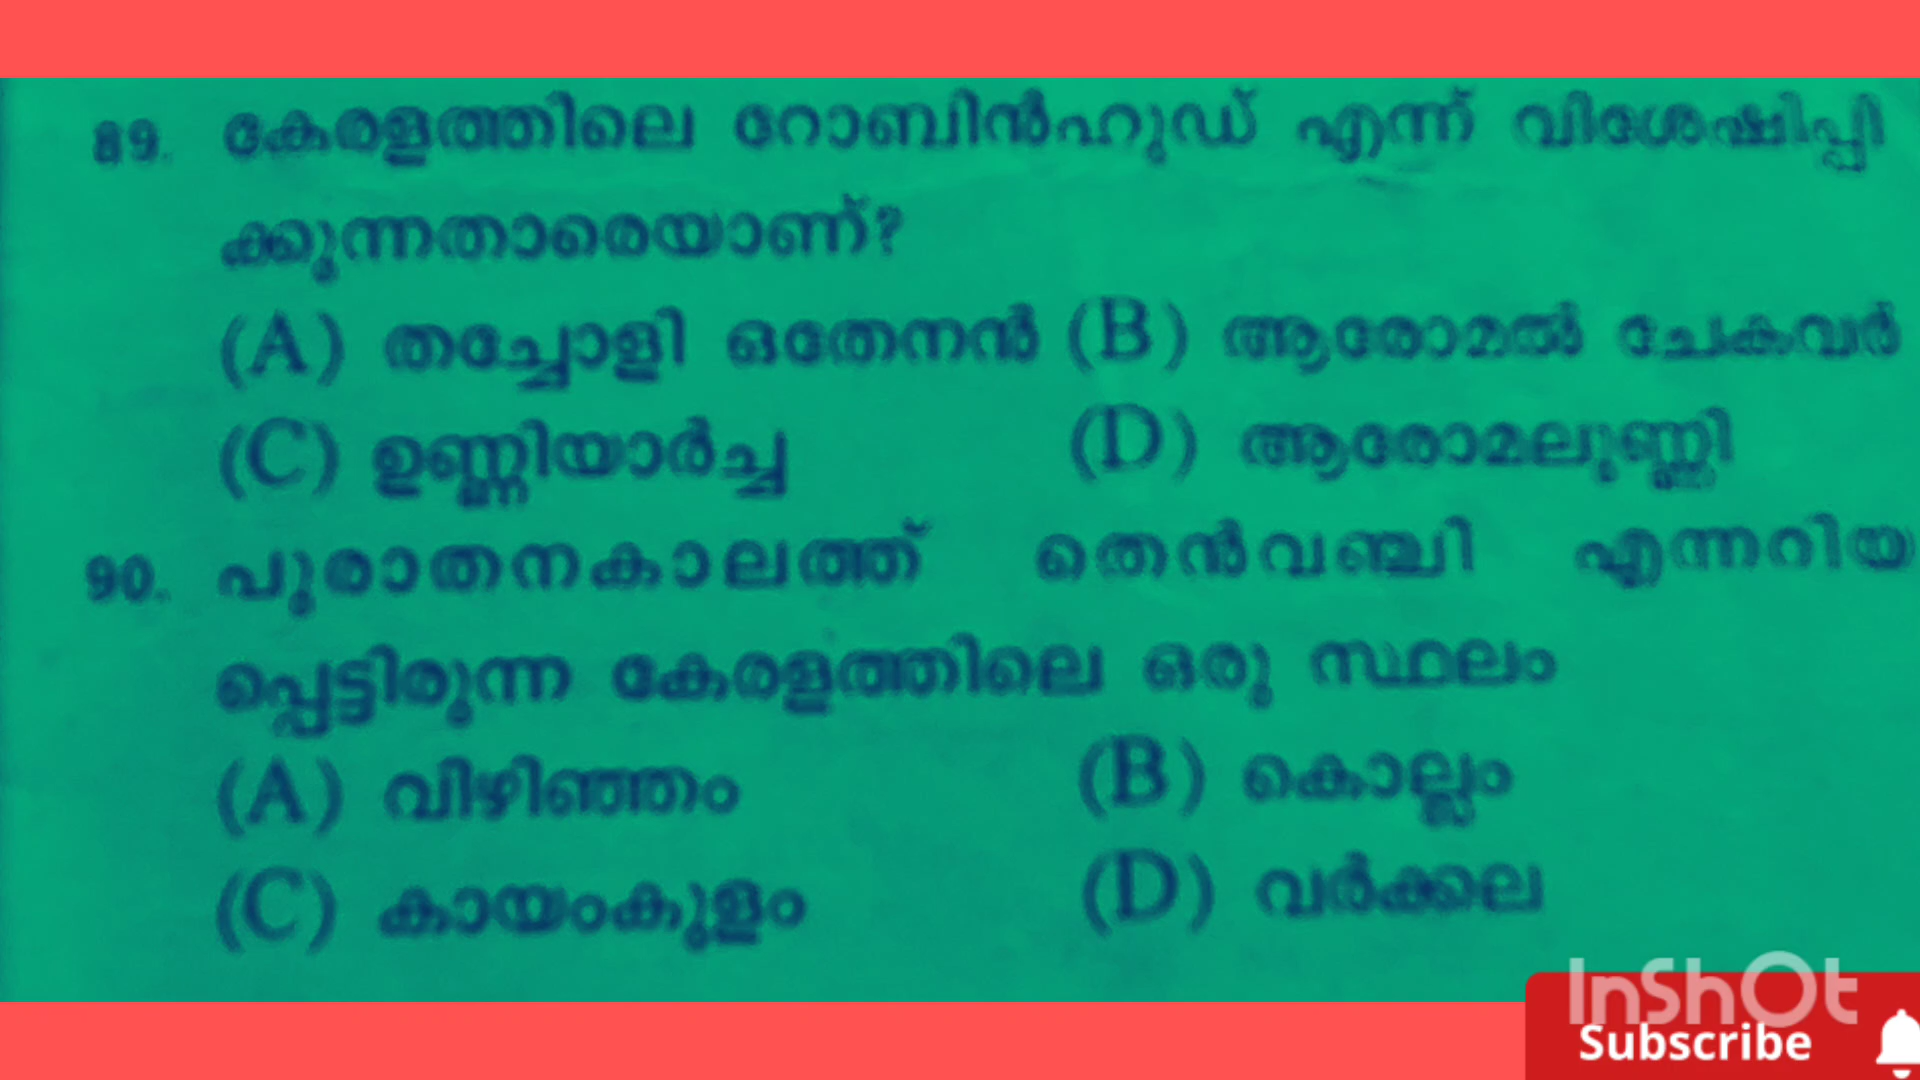 89. കേരളത്തിലെ റോബിൻഹുഡ് എന്ന് വിശേഷിപ്പി
ക്കുന്നതാരെയാണ്?
(A) തച്ചോളി ഒതേനൻ (B) ആരോമൽ ചേകവർ
(C) ഉണ്ണിയാർച്ച (D) ആരോമലുണ്ണി
90. പുരാതനകാലത്ത് തെൻവഞ്ചി എന്നറിയ
പ്പെട്ടിരുന്ന കേരളത്തിലെ ഒരു സ്ഥലം
(A) വിഴിഞ്ഞം (B) കൊല്ലം
(C) കായംകുളം (D) വർക്കല
InShOt
Subscribe